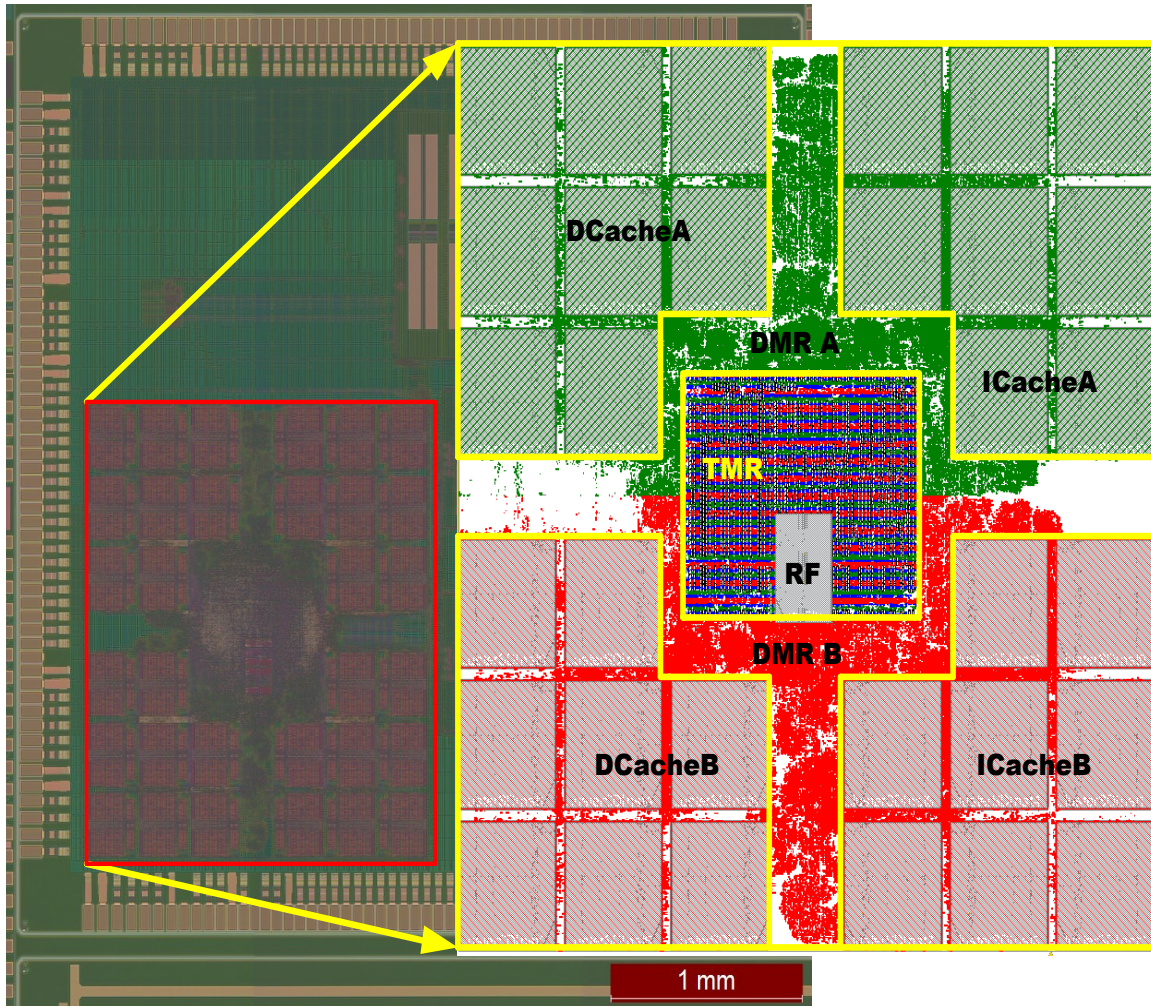 DCacheA
DMR A
ICacheA
TMR
RF
DMR B
DCacheB
ICacheB
1 mm